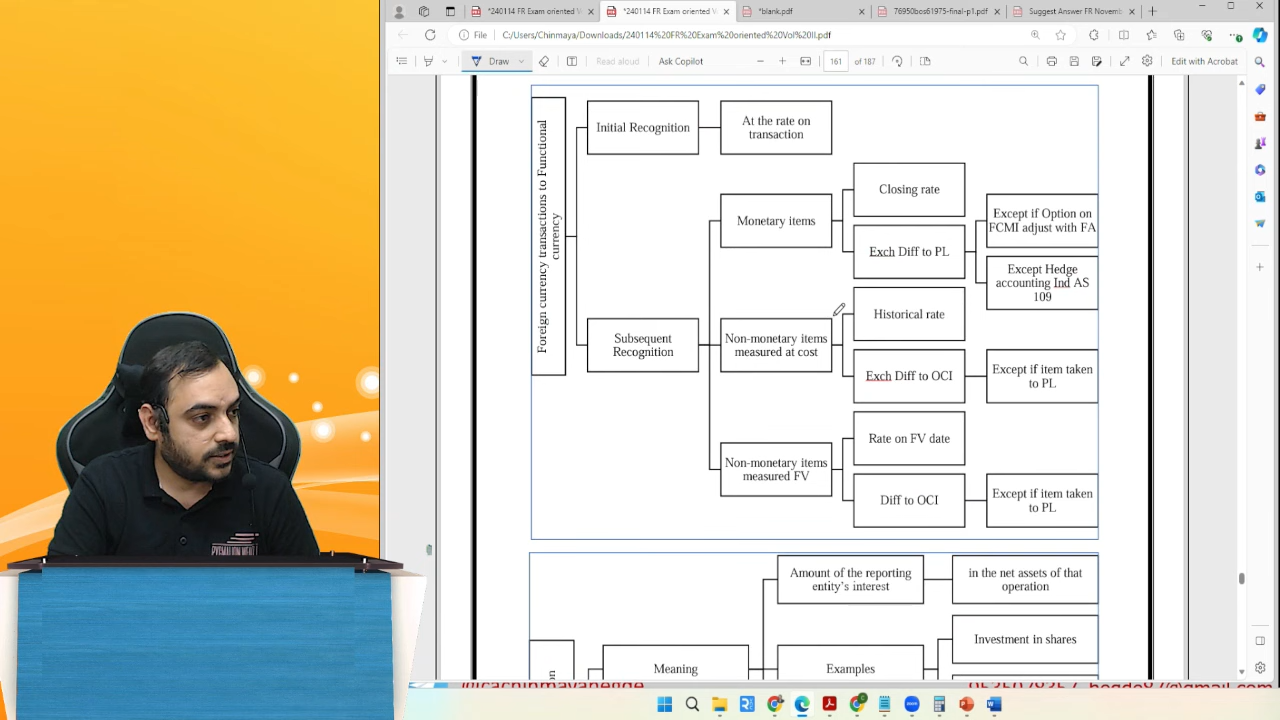 *240114 FR Exam oriented V
*240114 FR Exam oriented V
*blank.pdf
76950bos61975-final-p1.pdf
Suggest Answer FR Novemb
File
C:/Users/Chinmaya/Downloads/240114%20FR%20Exam%20oriented%20Vol%20II.pdf
Draw
Read aloud
Ask Copilot
161
of 187
Edit with Acrobat
Foreign currency transactions to Functional
currency
Initial Recognition
At the rate on
transaction
Subsequent
Recognition
Monetary items
Closing rate
Exch Diff to PL
Except if Option on
FCMI adjust with FA
Except Hedge
accounting Ind AS
109
Non-monetary items
measured at cost
Historical rate
Exch Diff to OCI
Except if item taken
to PL
Non-monetary items
measured FV
Rate on FV date
Diff to OCI
Except if item taken
to PL
Meaning
Amount of the reporting
entity's interest
in the net assets of that
operation
Examples
Investment in shares